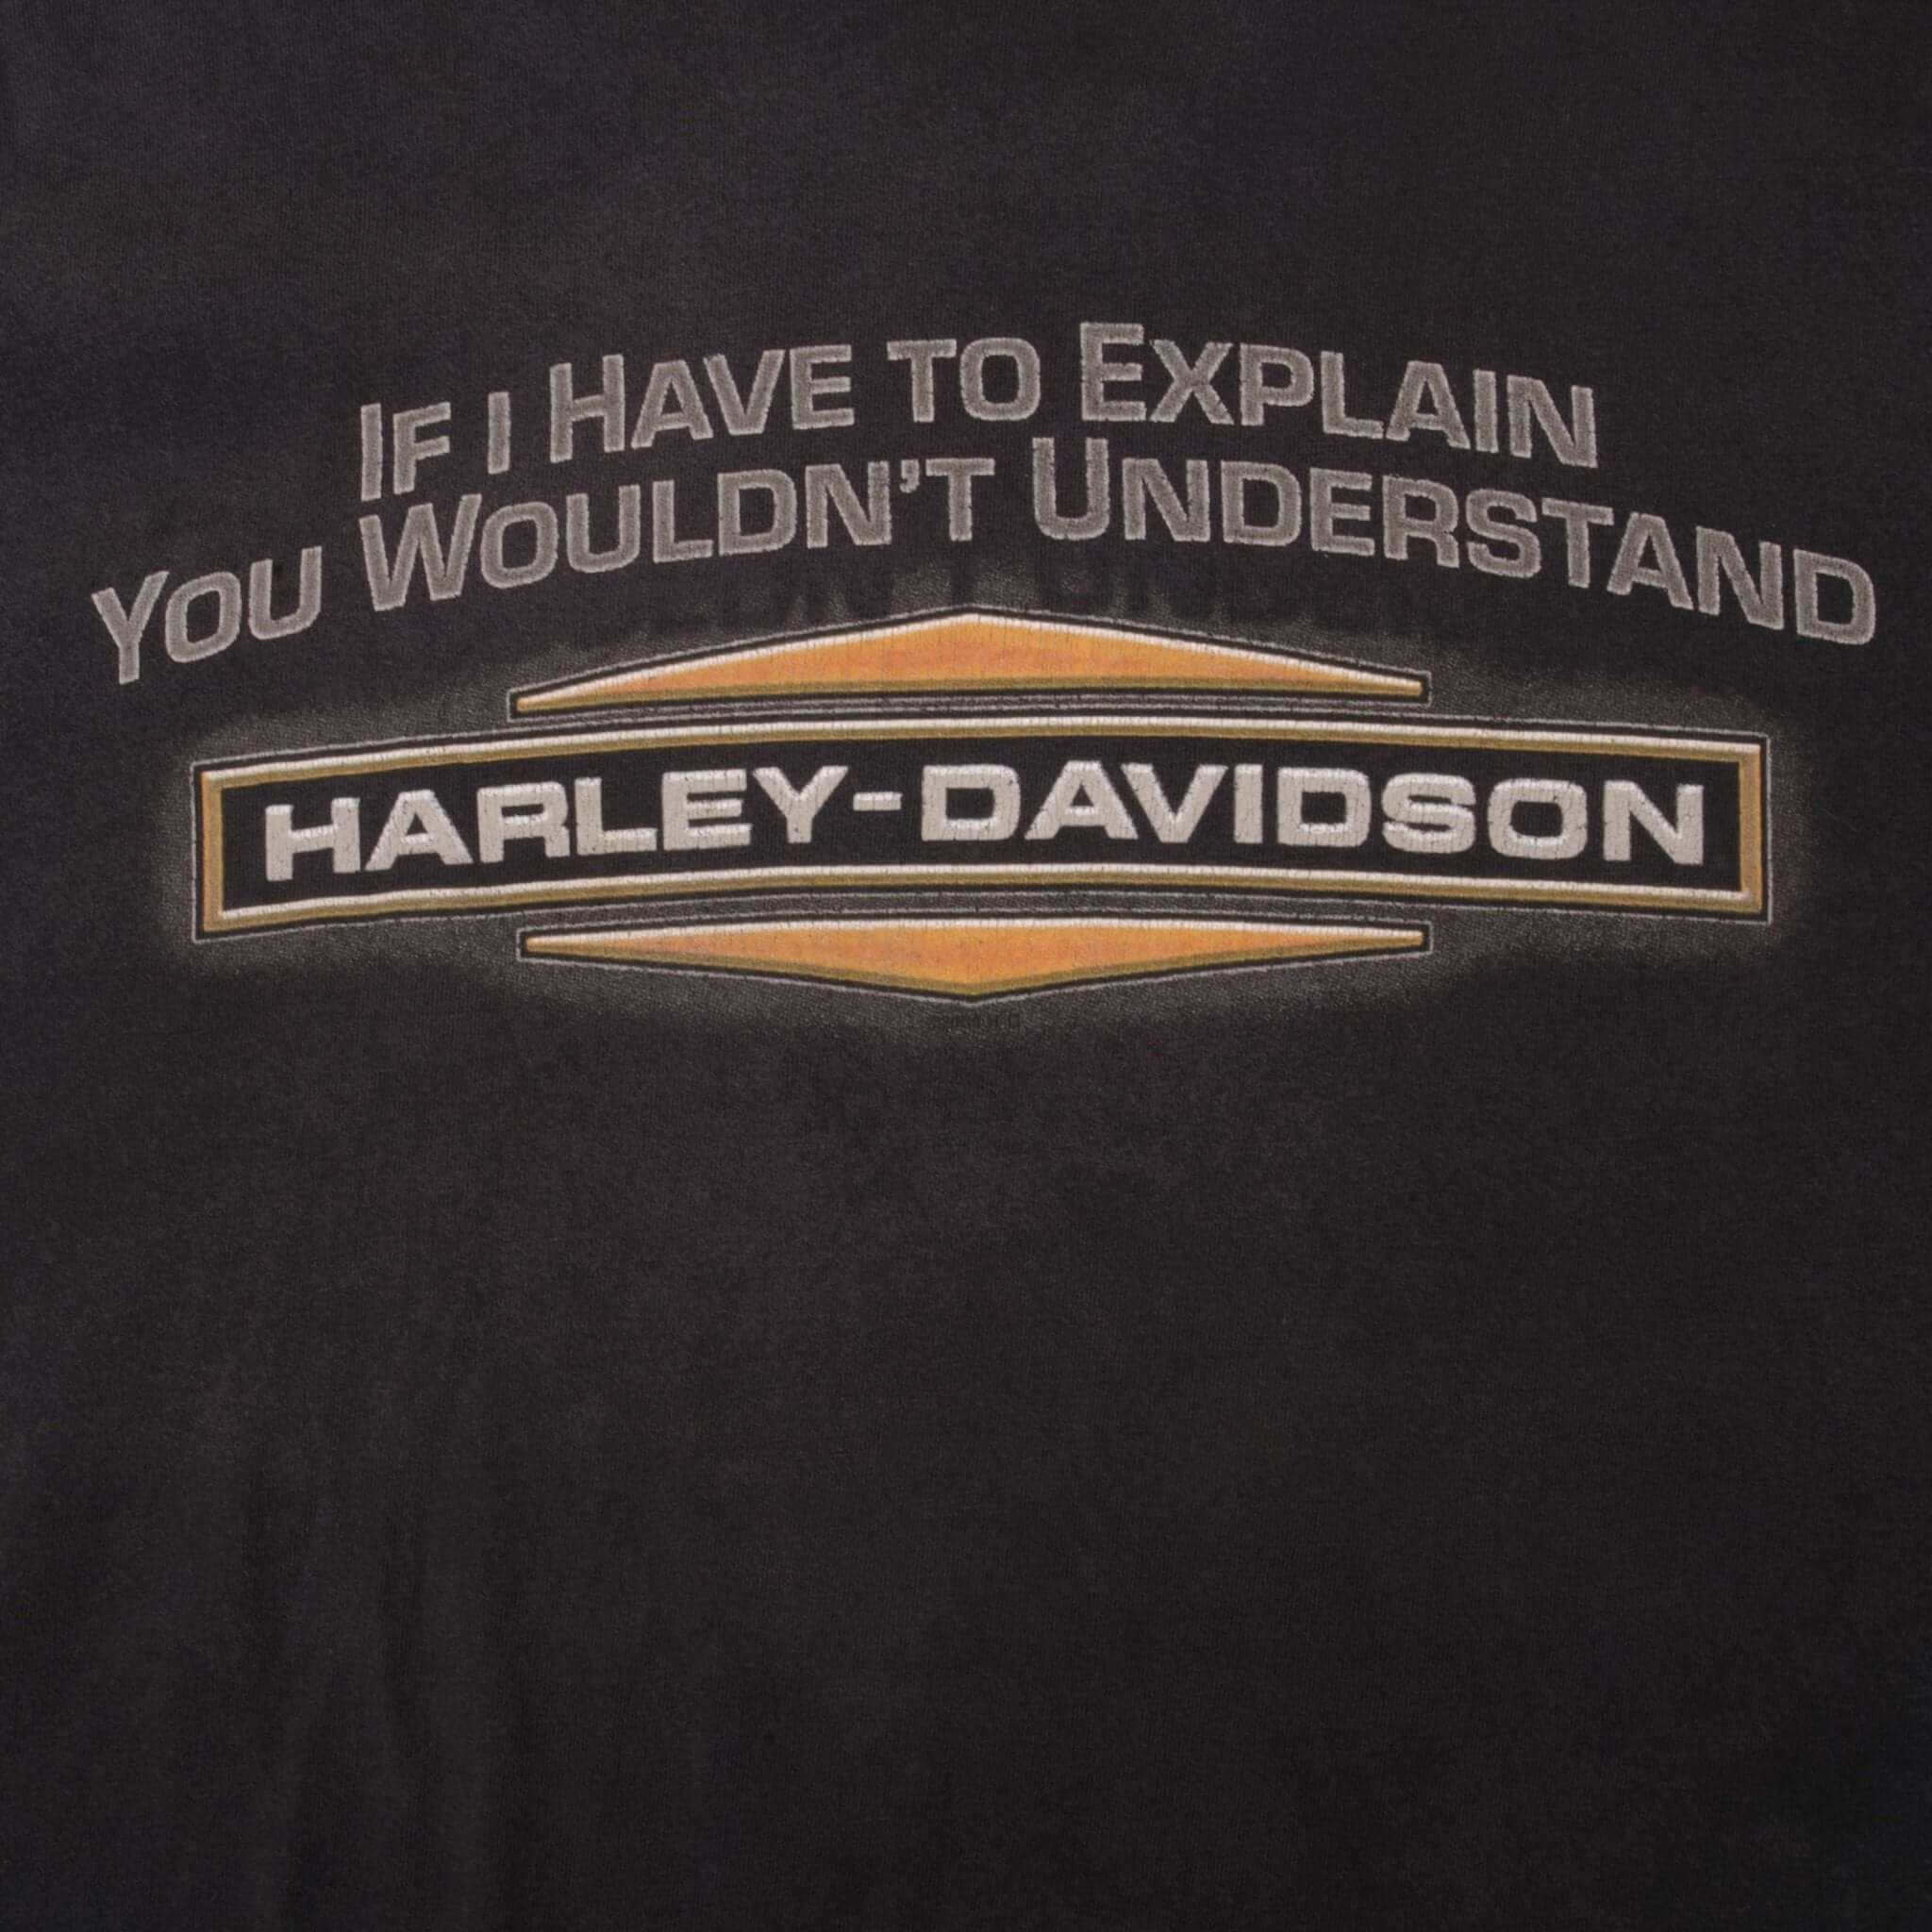 If I Have to Explain
You Wouldn't Understand
HARLEY-DAVIDSON